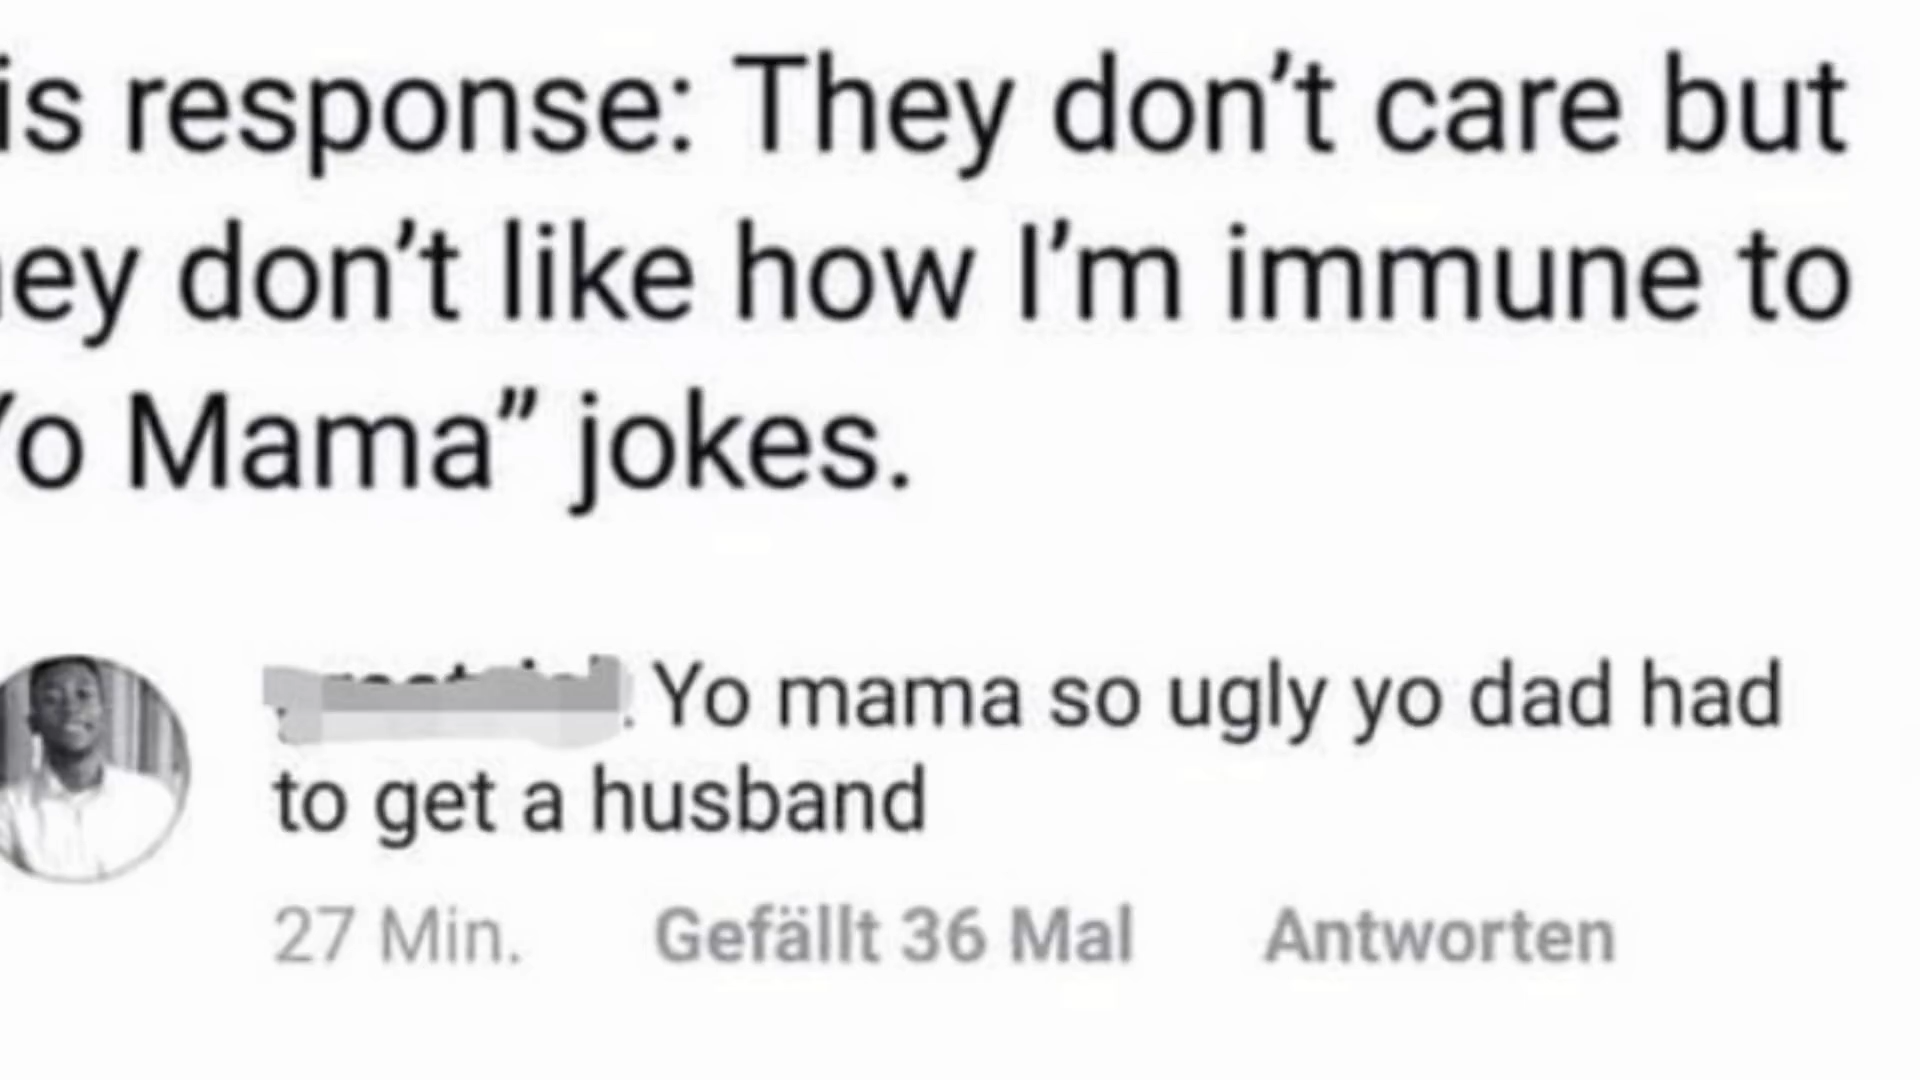 is response: They don’t care but
ey don’t like how I’m immune to
Yo Mama” jokes.
Yo mama so ugly yo dad had
to get a husband
27 Min. Gefällt 36 Mal Antworten